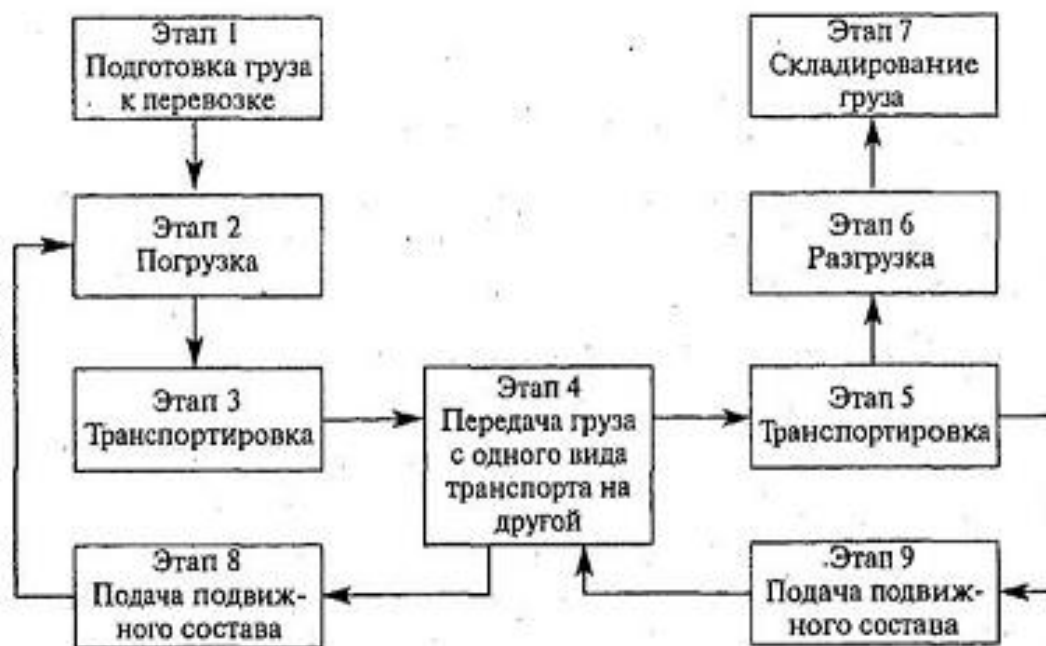 Этап 1
Подготовка груза
к перевозке
Этап 2
Погрузка
Этап 3
Транспортировка
Этап 4
Передача груза
с одного вида
транспорта на
другой
Этап 5
Транспортировка
Этап 6
Разгрузка
Этап 7
Складирование
груза
Этап 8
Подача подвиж-
ного состава
Этап 9
Подача подвиж-
ного состава